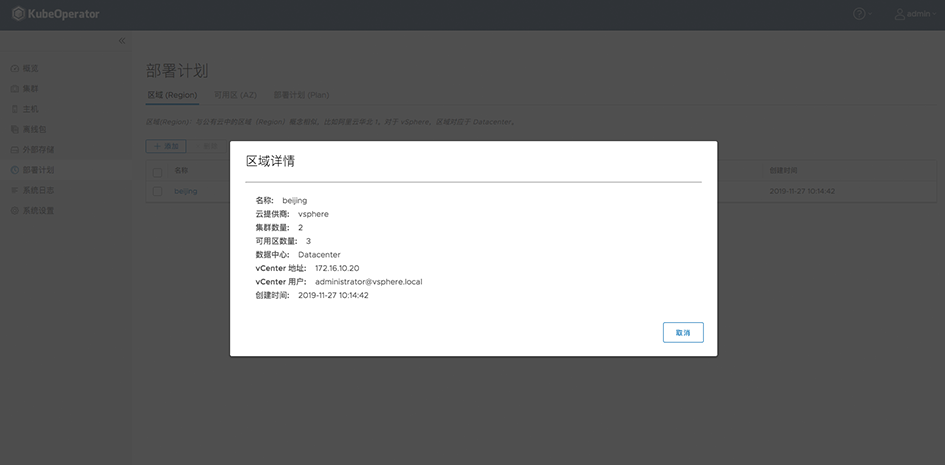 KubeOperator
admin
概览
集群
主机
离线包
外部存储
部署计划
系统日志
系统设置
部署计划
区域 (Region)
可用区 (AZ)
部署计划 (Plan)
区域(Region): 与公有云中的区域 (Region) 概念相似, 比如阿里云华北 1。对于 vSphere, 区域对应于 Datacenter。
+ 添加
删除
名称
创建时间
beijing
2019-11-27 10:14:42
区域详情
名称: beijing
云提供商: vsphere
集群数量: 2
可用区数量: 3
数据中心: Datacenter
vCenter 地址: 172.16.10.20
vCenter 用户: administrator@vsphere.local
创建时间: 2019-11-27 10:14:42
取消